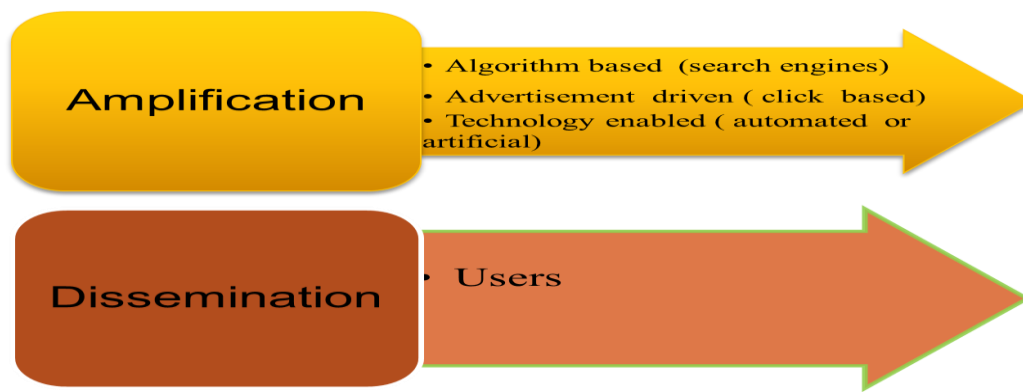 Amplification
• Algorithm based (search engines)
• Advertisement driven ( click based)
• Technology enabled ( automated or
artificial)
Dissemination
• Users